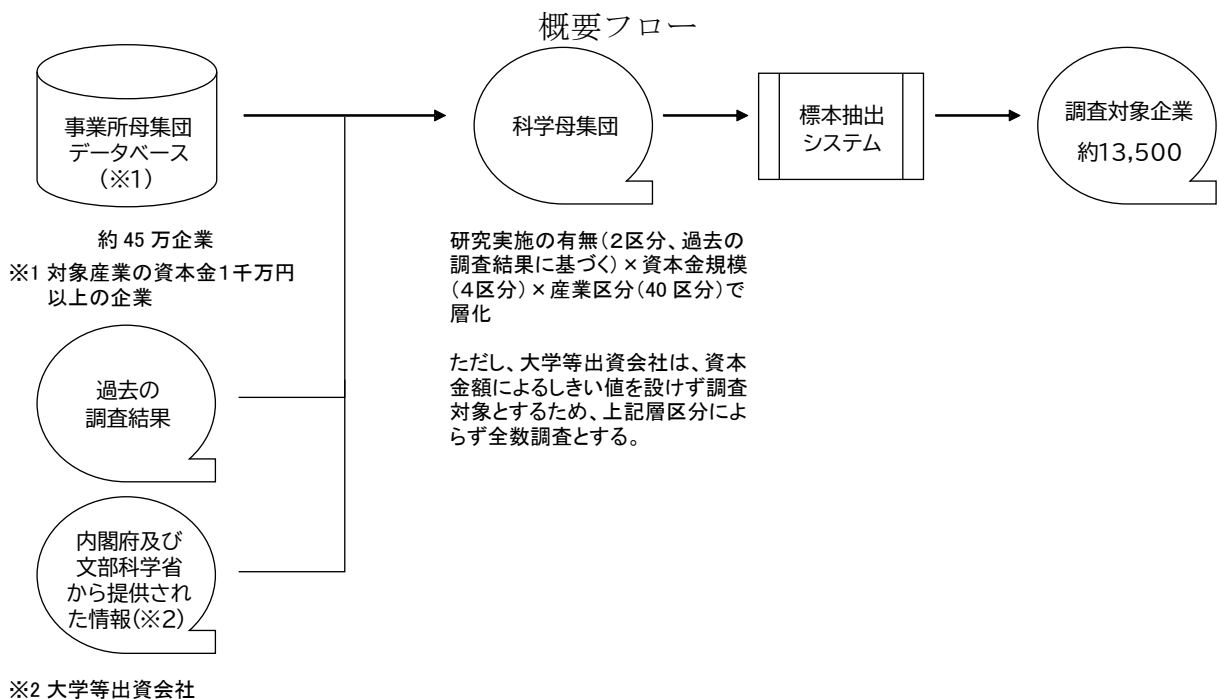 概要フロー
事業所母集団
データベース
(※1)
約 45 万企業
※1 対象産業の資本金1千万円
以上の企業
過去の
調査結果
内閣府及び
文部科学省
から提供され
た情報(※2)
※2 大学等出資会社
科学母集団
研究実施の有無(2区分、過去の
調査結果に基づく)×資本金規模
(4区分)×産業区分(40 区分)で
層化
ただし、大学等出資会社は、資本
金額によるしきい値を設けず調査
対象とするため、上記層区分によ
らず全数調査とする。
標本抽出
システム
調査対象企業
約13,500